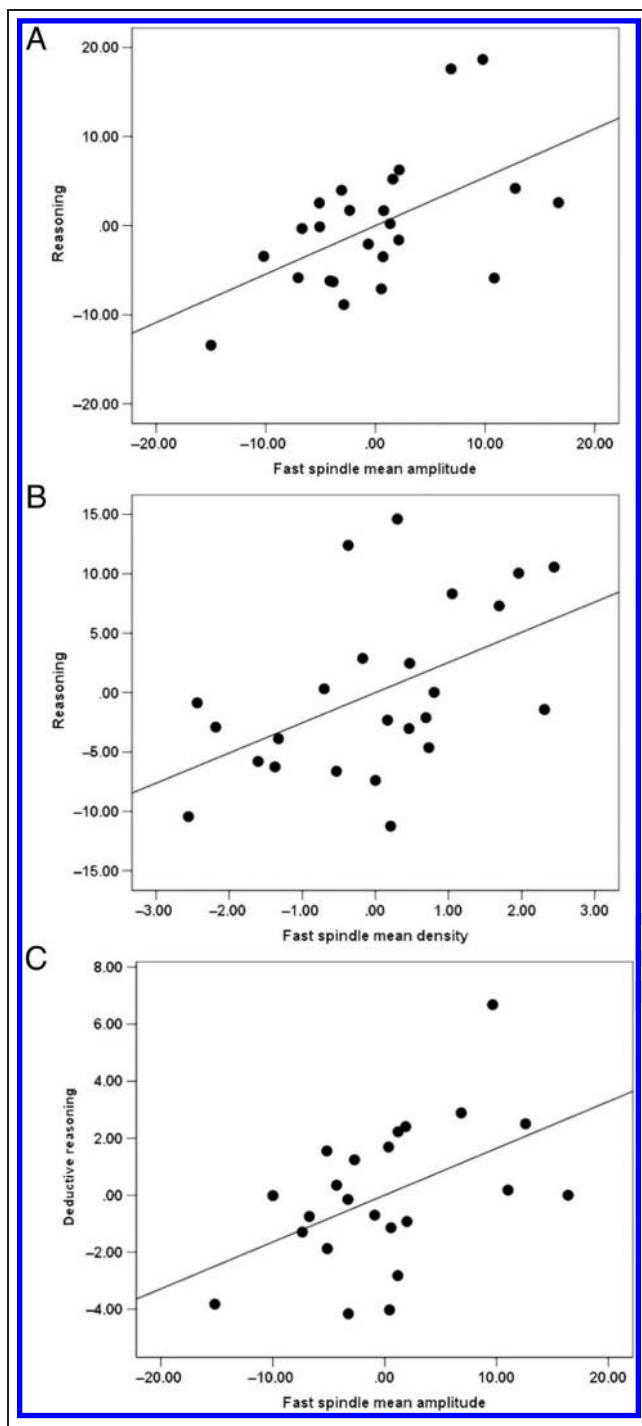 A
20.00
10.00
.00
–10.00
–20.00
Reasoning
–20.00 –10.00 .00 10.00 20.00
Fast spindle mean amplitude
B
15.00
10.00
5.00
.00
–5.00
–10.00
–15.00
Reasoning
–3.00 –2.00 –1.00 .00 1.00 2.00 3.00
Fast spindle mean density
C
8.00
6.00
4.00
2.00
.00
–2.00
–4.00
Deductive reasoning
–20.00 –10.00 .00 10.00 20.00
Fast spindle mean amplitude